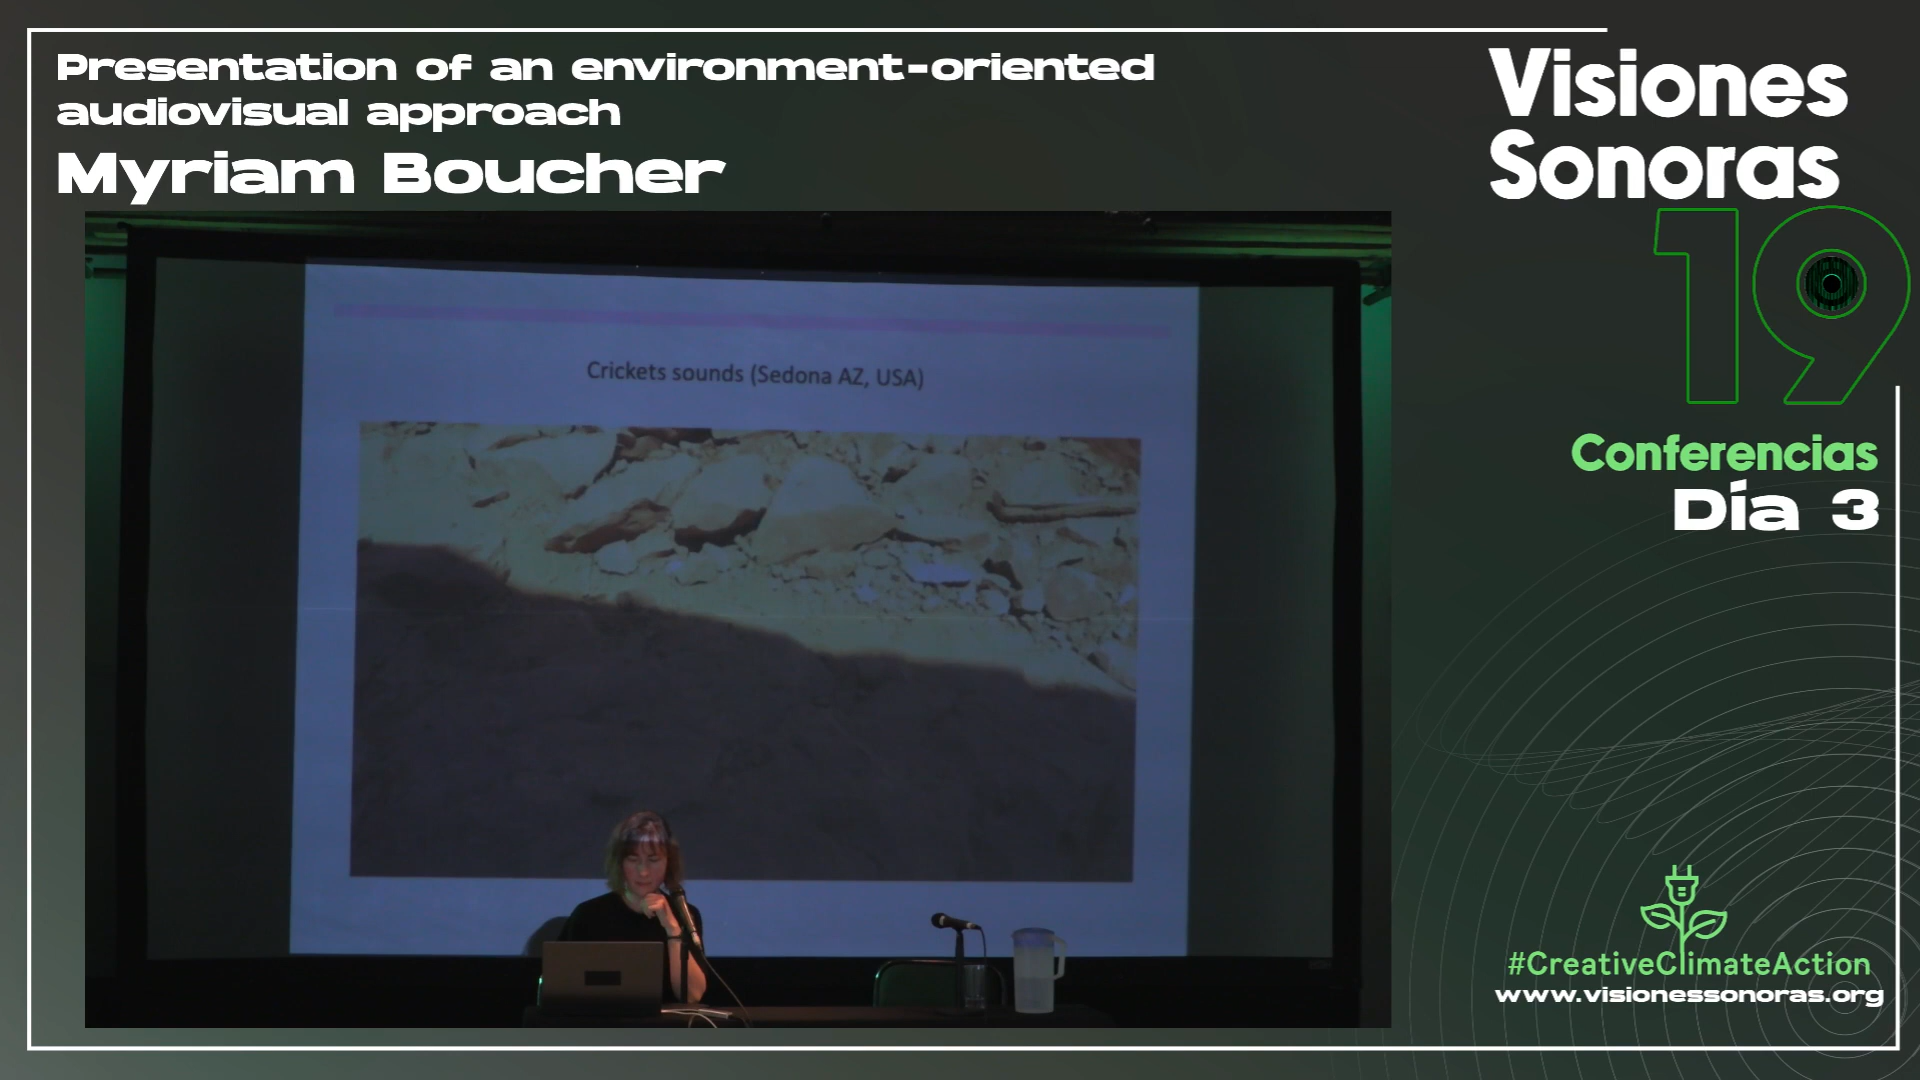 Presentation of an environment-oriented
audiovisual approach
Myriam Boucher
Visiones
Sonoras
19
Conferencias
Día 3
Crickets sounds (Sedona AZ, USA)
#CreativeClimateAction
www.visionessonoras.org